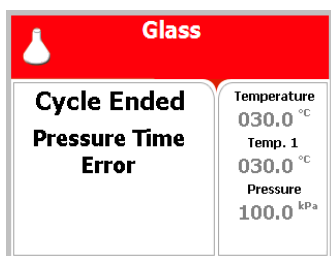 Glass
Cycle Ended
Pressure Time
Error
Temperature
030.0 °C
Temp. 1
030.0 °C
Pressure
100.0 kPa